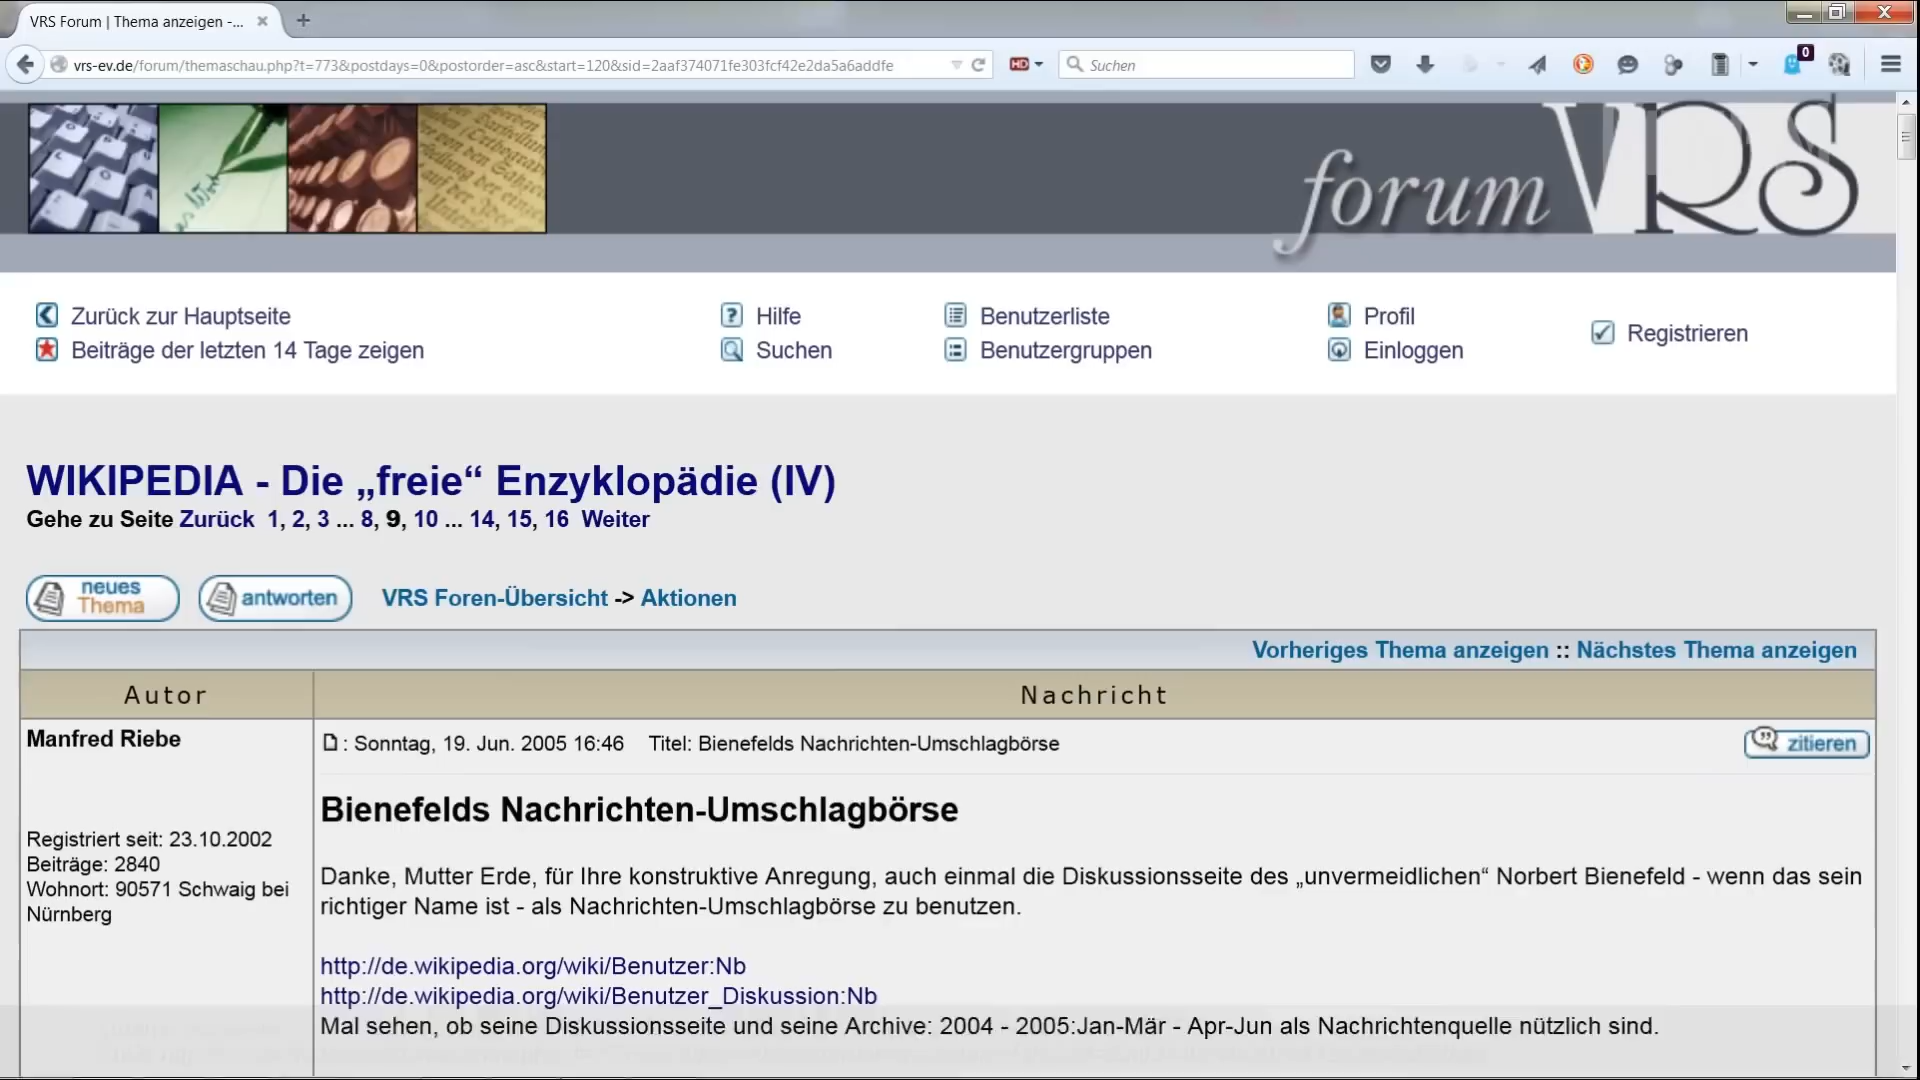 VRS Forum | Thema anzeigen -...
vrs-ev.de/forum/themaschau.php?t=773&postdays=0&postorder=asc&start=120&sid=2aaf374071fe303fcf42e2da5a6addfe
HD
Suchen
0
forum VRS
Zurück zur Hauptseite
Beiträge der letzten 14 Tage zeigen
Hilfe
Suchen
Benutzerliste
Benutzergruppen
Profil
Einloggen
Registrieren
WIKIPEDIA - Die „freie“ Enzyklopädie (IV)
Gehe zu Seite Zurück 1, 2, 3 ... 8, 9, 10 ... 14, 15, 16 Weiter
neues
Thema
antworten
VRS Foren-Übersicht -> Aktionen
Vorheriges Thema anzeigen :: Nächstes Thema anzeigen
Autor
Nachricht
Manfred Riebe
Registriert seit: 23.10.2002
Beiträge: 2840
Wohnort: 90571 Schwaig bei
Nürnberg
: Sonntag, 19. Jun. 2005 16:46 Titel: Bienefelds Nachrichten-Umschlagbörse
zitieren
Bienefelds Nachrichten-Umschlagbörse
Danke, Mutter Erde, für Ihre konstruktive Anregung, auch einmal die Diskussionsseite des „unvermeidlichen“ Norbert Bienefeld - wenn das sein
richtiger Name ist - als Nachrichten-Umschlagbörse zu benutzen.
http://de.wikipedia.org/wiki/Benutzer:Nb
http://de.wikipedia.org/wiki/Benutzer_Diskussion:Nb
Mal sehen, ob seine Diskussionsseite und seine Archive: 2004 - 2005:Jan-Mär - Apr-Jun als Nachrichtenquelle nützlich sind.